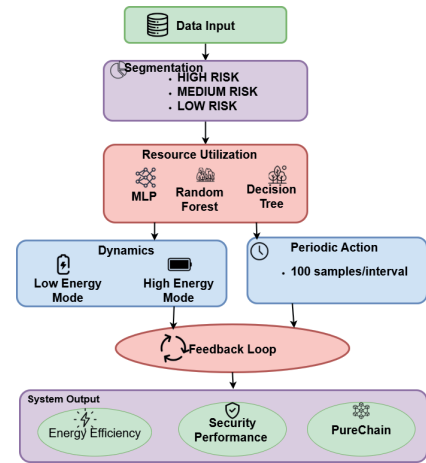 Data Input
Segmentation
• HIGH RISK
• MEDIUM RISK
• LOW RISK
Resource Utilization
MLP
Random
Forest
Decision
Tree
Dynamics
Low Energy
Mode
High Energy
Mode
Periodic Action
• 100 samples/interval
Feedback Loop
System Output
Energy Efficiency
Security
Performance
PureChain